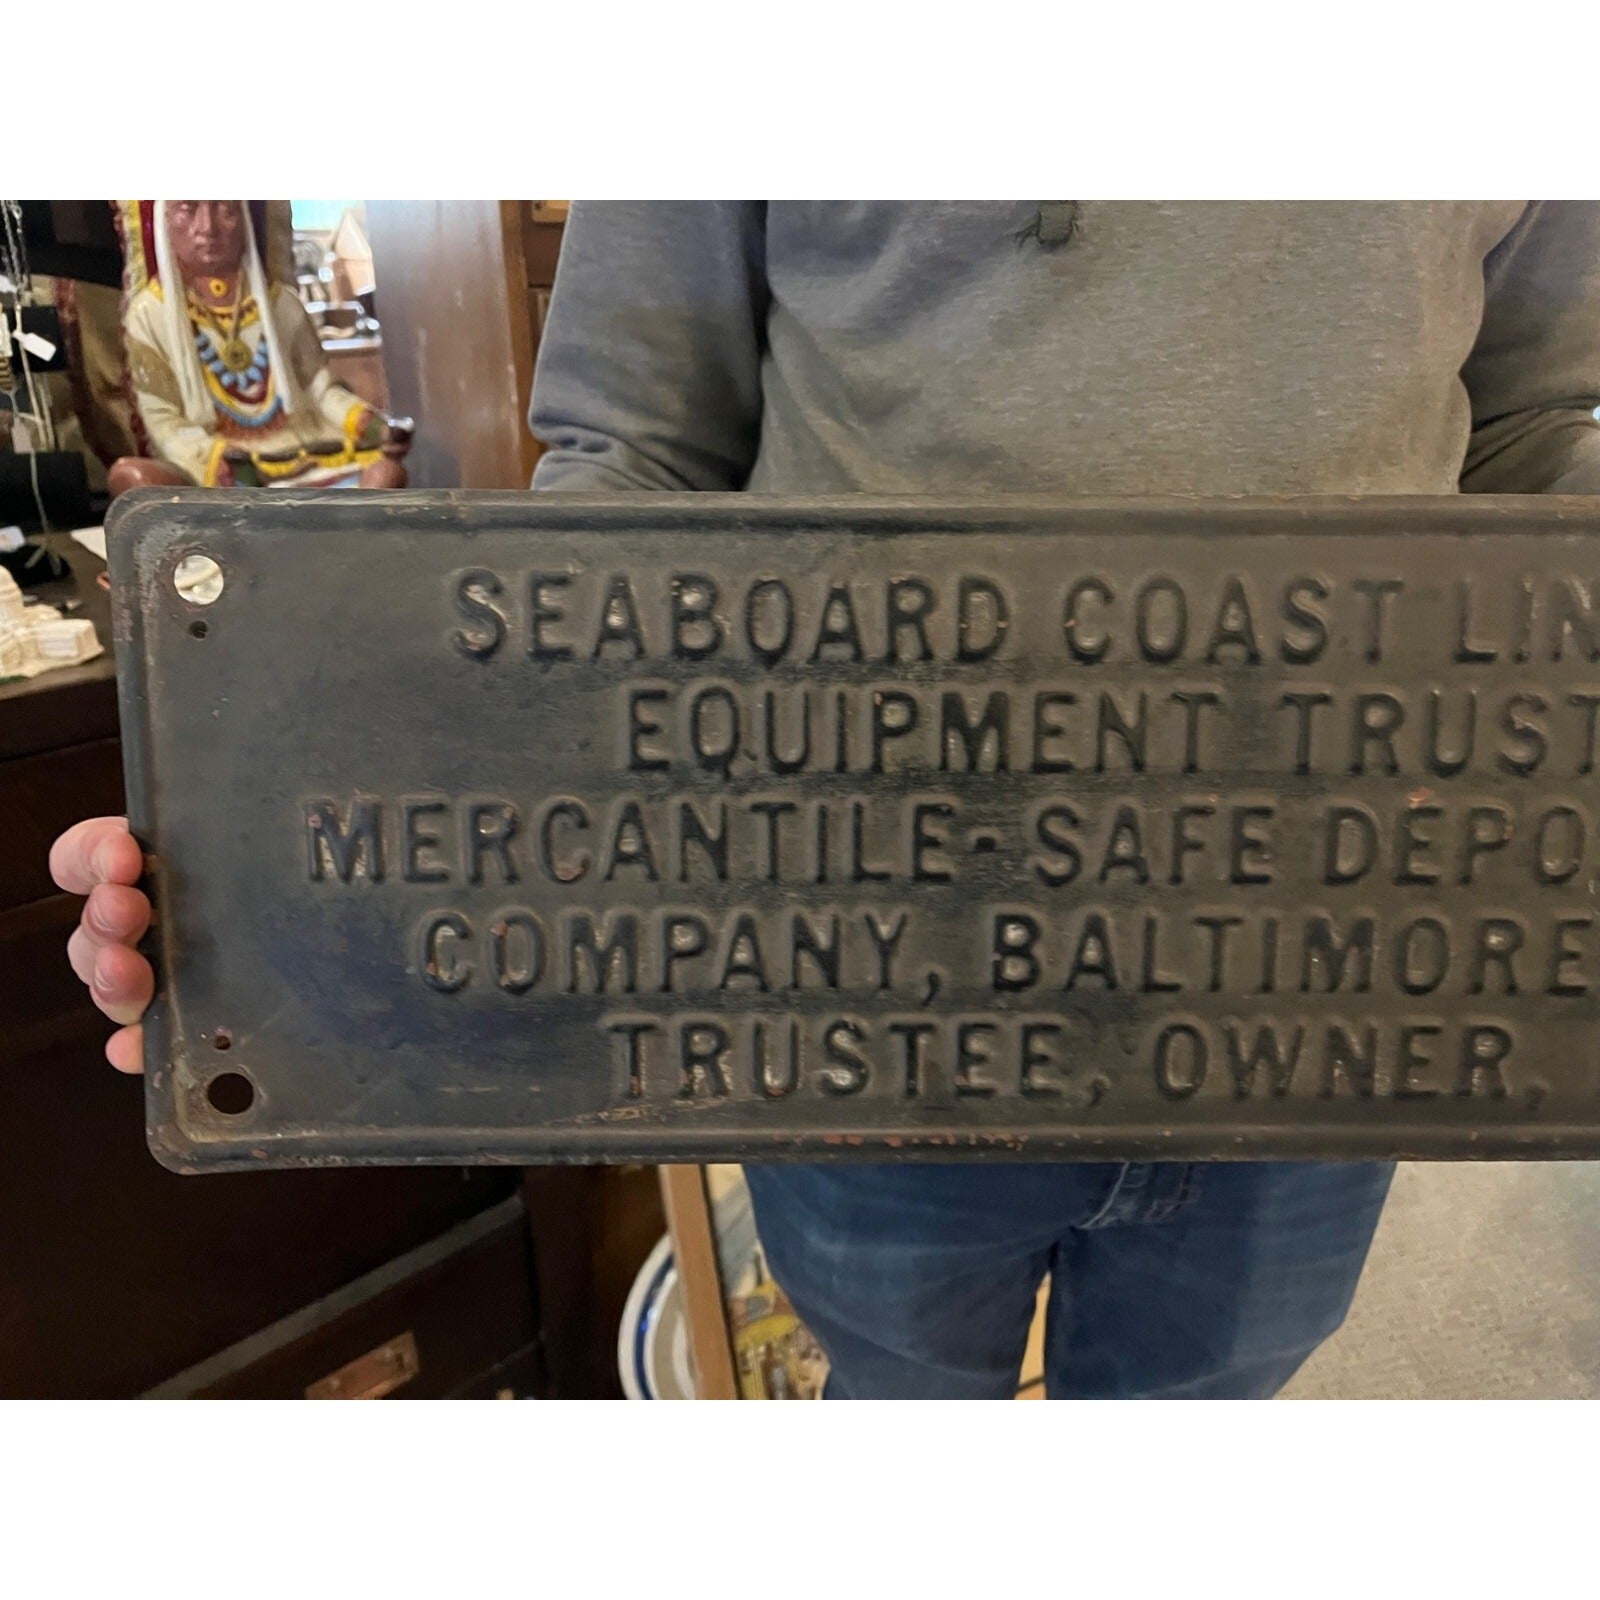 SEABOARD COAST LIN
EQUIPMENT TRUST
MERCANTILE-SAFE DEPO
COMPANY, BALTIMORE
TRUSTEE, OWNER,